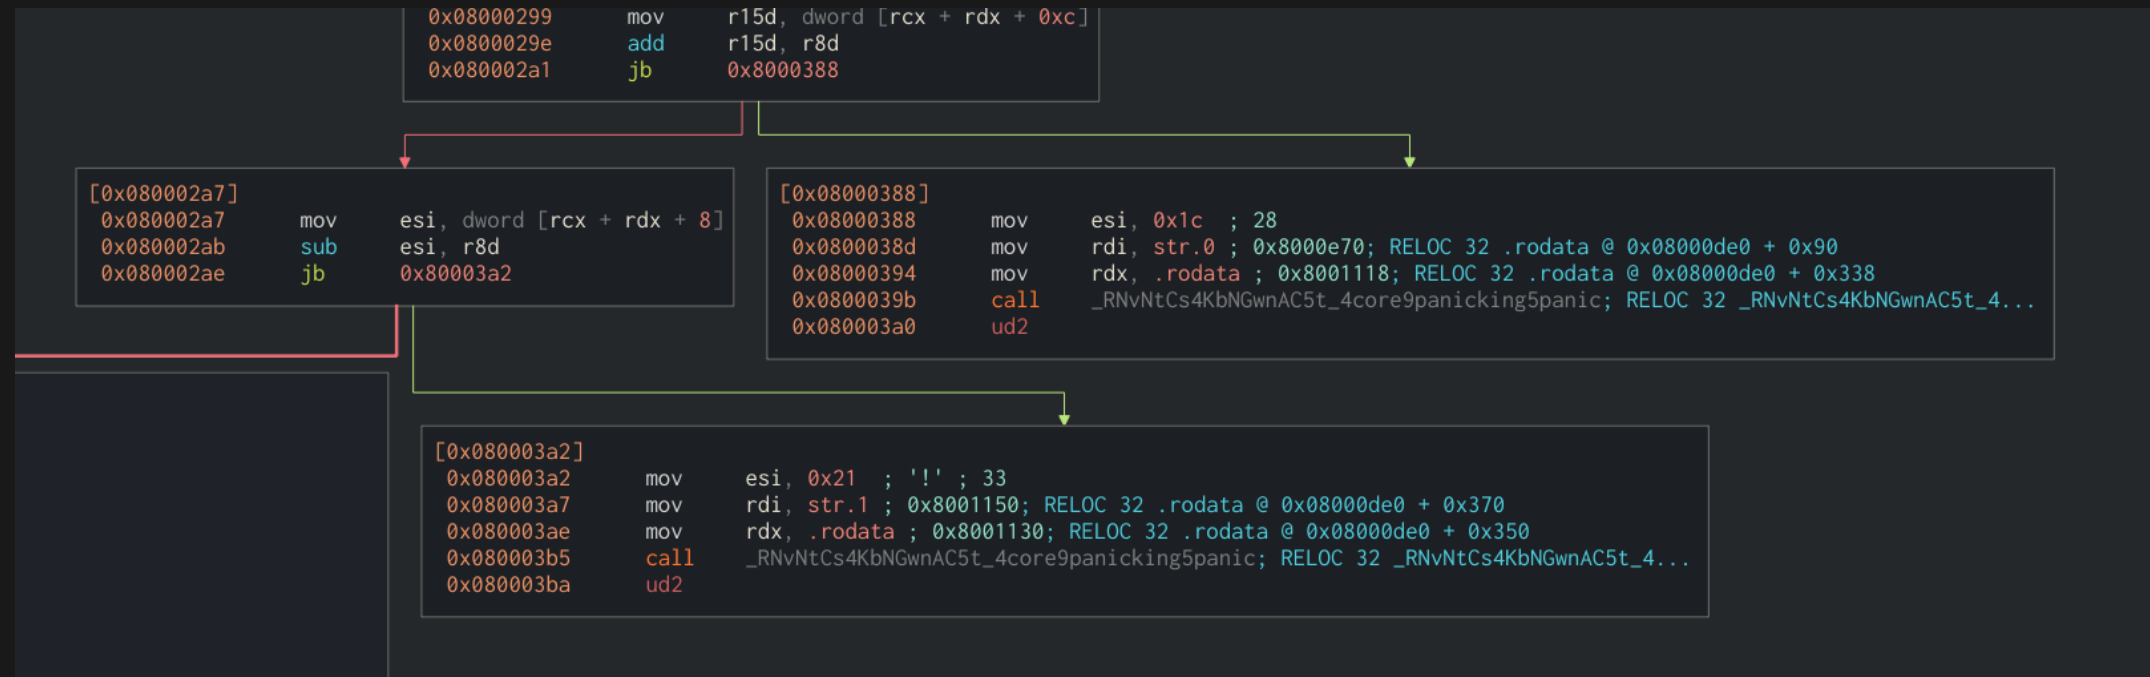 0x08000299 mov r15d, dword [rcx + rdx + 0xc]
0x0800029e add r15d, r8d
0x080002a1 jb 0x8000388
[0x080002a7]
0x080002a7 mov esi, dword [rcx + rdx + 8]
0x080002ab sub esi, r8d
0x080002ae jb 0x80003a2
[0x08000388]
0x08000388 mov esi, 0x1c ; 28
0x0800038d mov rdi, str.0 ; 0x8000e70; RELOC 32 .rodata @ 0x08000de0 + 0x90
0x08000394 mov rdx, .rodata ; 0x8001118; RELOC 32 .rodata @ 0x08000de0 + 0x338
0x0800039b call _RNvNtCs4KbNGwnAC5t_4core9panicking5panic; RELOC 32 _RNvNtCs4KbNGwnAC5t_4...
0x080003a0 ud2
[0x080003a2]
0x080003a2 mov esi, 0x21 ; '!' ; 33
0x080003a7 mov rdi, str.1 ; 0x8001150; RELOC 32 .rodata @ 0x08000de0 + 0x370
0x080003ae mov rdx, .rodata ; 0x8001130; RELOC 32 .rodata @ 0x08000de0 + 0x350
0x080003b5 call _RNvNtCs4KbNGwnAC5t_4core9panicking5panic; RELOC 32 _RNvNtCs4KbNGwnAC5t_4...
0x080003ba ud2